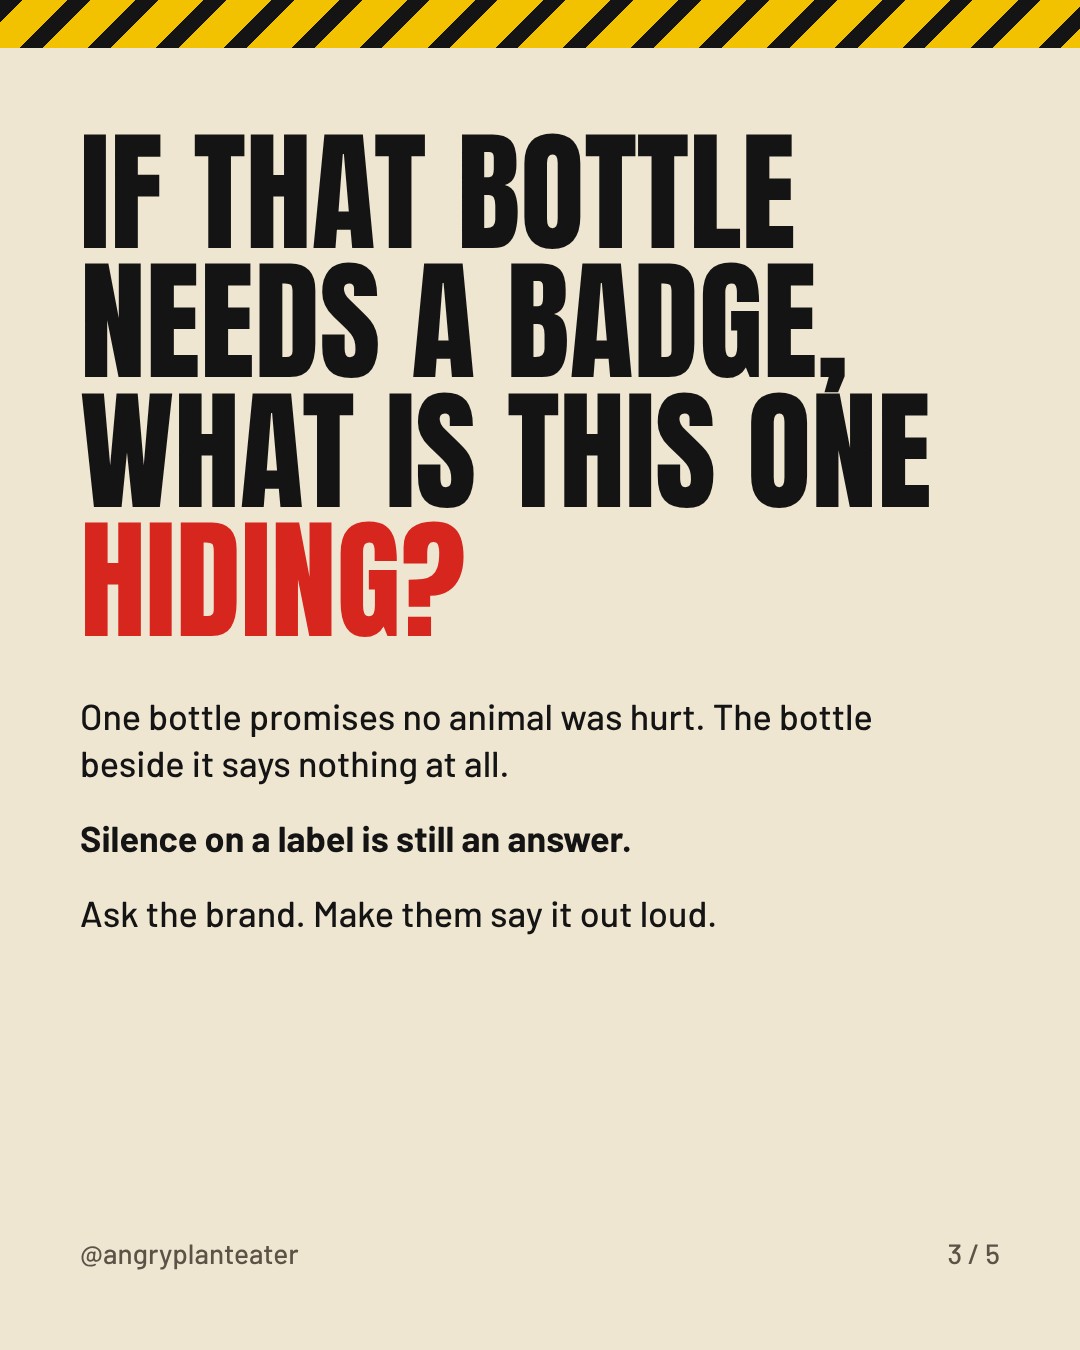 IF THAT BOTTLE
NEEDS A BADGE,
WHAT IS THIS ONE
HIDING?
One bottle promises no animal was hurt. The bottle
beside it says nothing at all.
Silence on a label is still an answer.
Ask the brand. Make them say it out loud.
@angryplanteater
3 / 5